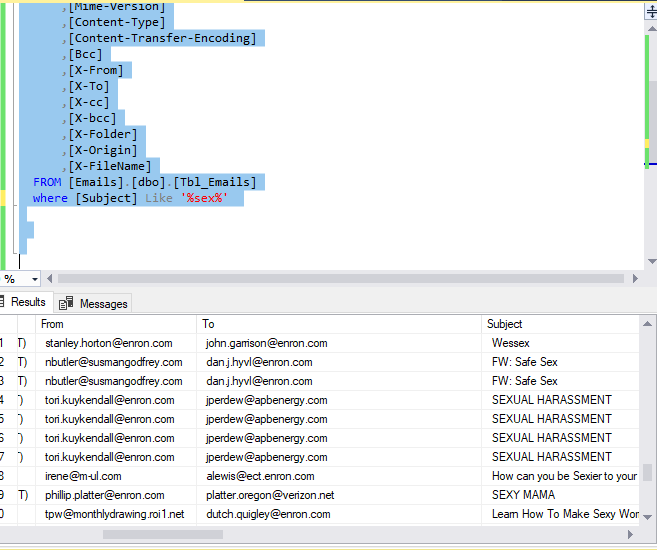 ,[Mime-Version]
,[Content-Type]
,[Content-Transfer-Encoding]
,[Bcc]
,[X-From]
,[X-To]
,[X-cc]
,[X-bcc]
,[X-Folder]
,[X-Origin]
,[X-FileName]
FROM [Emails].[dbo].[Tbl_Emails]
where [Subject] Like '%sex%'
%
Results Messages
From To Subject
1 T) stanley.horton@enron.com john.garrison@enron.com Wessex
2 T) nbutler@susmangodfrey.com dan.j.hyvl@enron.com FW: Safe Sex
3 T) nbutler@susmangodfrey.com dan.j.hyvl@enron.com FW: Safe Sex
4 T) tori.kuykendall@enron.com jperdew@apbenergy.com SEXUAL HARASSMENT
5 T) tori.kuykendall@enron.com jperdew@apbenergy.com SEXUAL HARASSMENT
6 T) tori.kuykendall@enron.com jperdew@apbenergy.com SEXUAL HARASSMENT
7 T) tori.kuykendall@enron.com jperdew@apbenergy.com SEXUAL HARASSMENT
8 irene@m-ul.com alewis@ect.enron.com How can you be Sexier to your
9 T) phillip.platter@enron.com platter.oregon@verizon.net SEXY MAMA
0 tpw@monthlydrawing.roi1.net dutch.quigley@enron.com Learn How To Make Sexy Wor